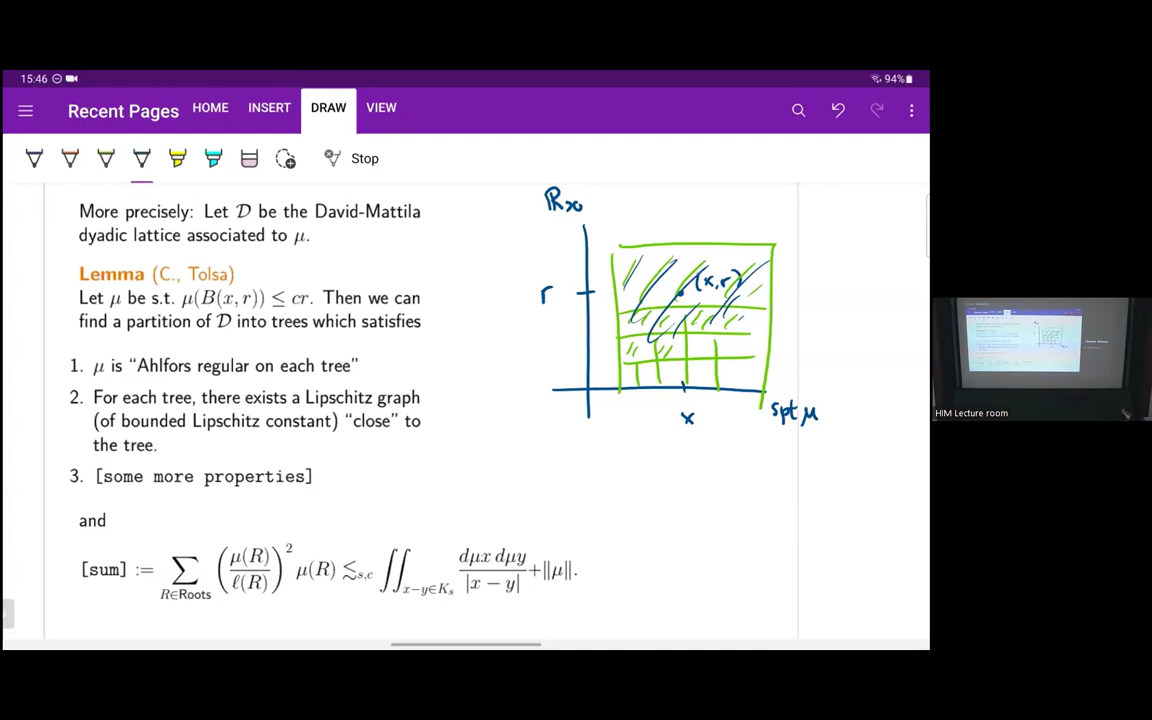 15:46
94%
Recent Pages HOME INSERT DRAW VIEW
Stop
More precisely: Let 𝒟 be the David-Mattila
dyadic lattice associated to μ.
Lemma (C., Tolsa)
Let μ be s.t. μ(B(x, r)) ≤ cr. Then we can
find a partition of 𝒟 into trees which satisfies
1. μ is “Ahlfors regular on each tree”
2. For each tree, there exists a Lipschitz graph
(of bounded Lipschitz constant) “close” to
the tree.
3. [some more properties]
and
[sum] := ∑_{R∈Roots} (μ(R)/ℓ(R))² μ(R) ≲_{s,c} ∬_{x−y∈K_s} dμx dμy / |x − y| + ‖μ‖.
(x,r)
r
x
spt μ
HIM Lecture room